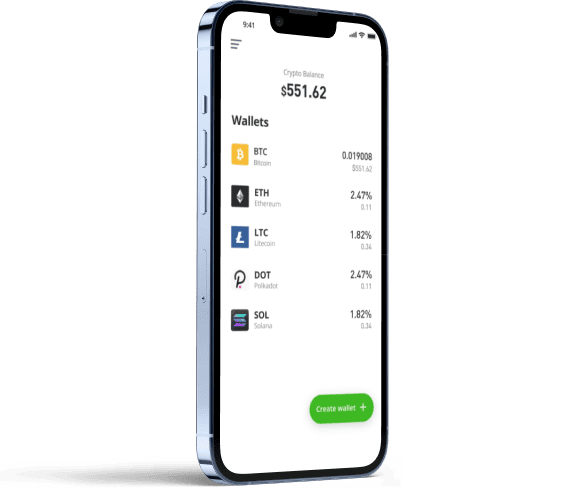 9:41
Crypto Balance
$551.62
Wallets
BTC 0.019008
Bitcoin $551.62
ETH 2.47%
Ethereum 0.11
LTC 1.82%
Litecoin 0.34
DOT 2.47%
Polkadot 0.11
SOL 1.82%
Solana 0.34
Create wallet +